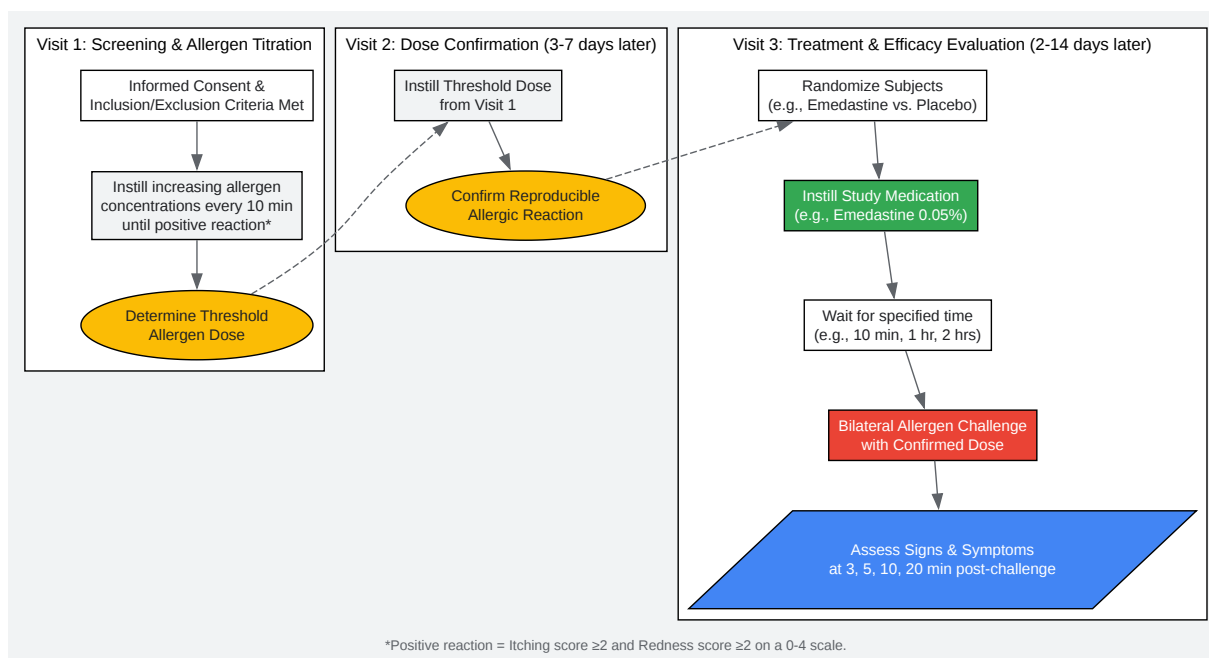 Visit 1: Screening & Allergen Titration
Informed Consent &
Inclusion/Exclusion Criteria Met
Instill increasing allergen
concentrations every 10 min
until positive reaction*
Determine Threshold
Allergen Dose
Visit 2: Dose Confirmation (3-7 days later)
Instill Threshold Dose
from Visit 1
Confirm Reproducible
Allergic Reaction
Visit 3: Treatment & Efficacy Evaluation (2-14 days later)
Randomize Subjects
(e.g., Emedastine vs. Placebo)
Instill Study Medication
(e.g., Emedastine 0.05%)
Wait for specified time
(e.g., 10 min, 1 hr, 2 hrs)
Bilateral Allergen Challenge
with Confirmed Dose
Assess Signs & Symptoms
at 3, 5, 10, 20 min post-challenge
*Positive reaction = Itching score ≥2 and Redness score ≥2 on a 0-4 scale.